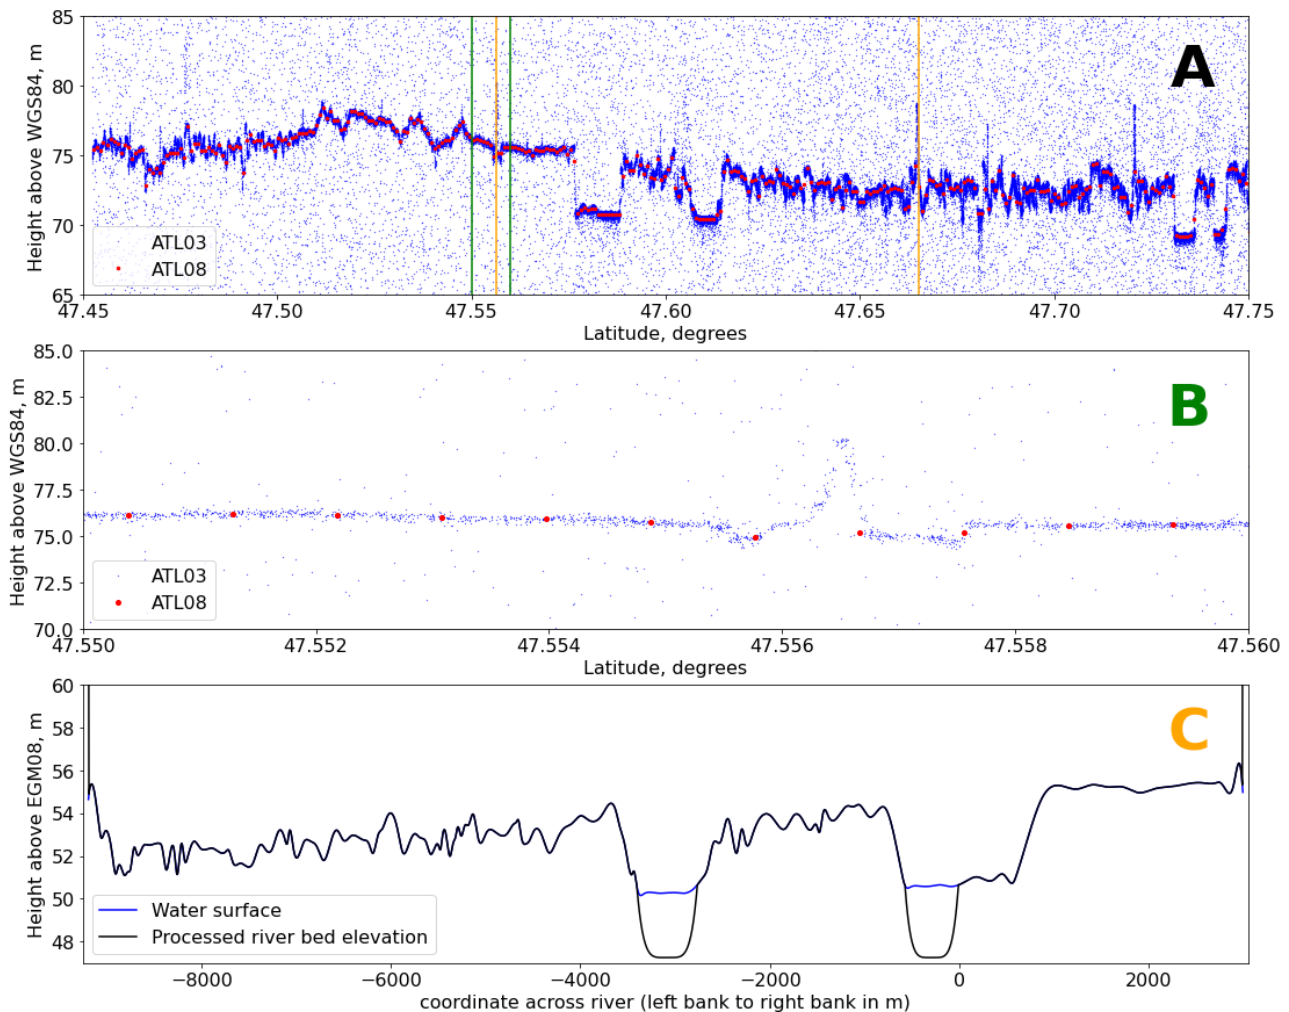 85
80
75
70
65
Height above WGS84, m
A
ATL03
ATL08
47.45
47.50
47.55
47.60
47.65
47.70
47.75
Latitude, degrees
85.0
82.5
80.0
77.5
75.0
72.5
70.0
Height above WGS84, m
B
ATL03
ATL08
47.550
47.552
47.554
47.556
47.558
47.560
Latitude, degrees
60
58
56
54
52
50
48
Height above EGM08, m
C
Water surface
Processed river bed elevation
−8000
−6000
−4000
−2000
0
2000
coordinate across river (left bank to right bank in m)